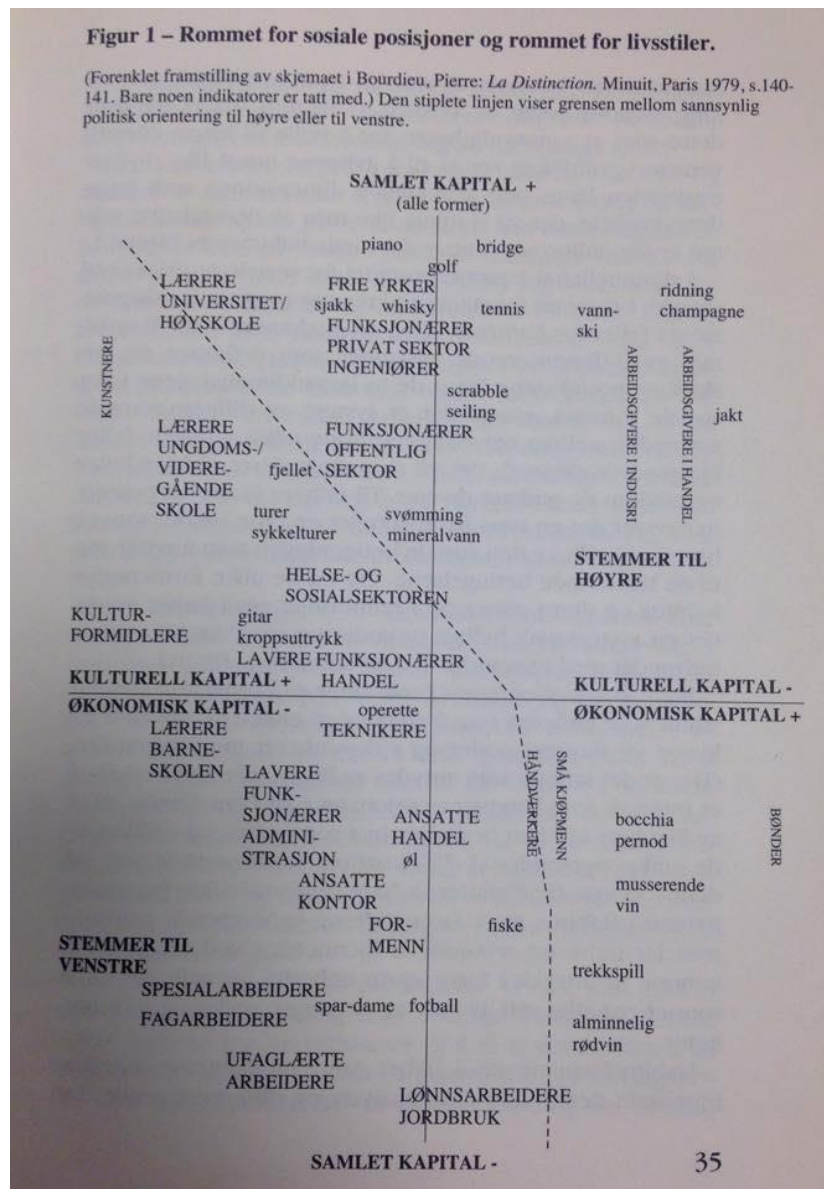 Figur 1 – Rommet for sosiale posisjoner og rommet for livsstiler.
(Forenklet framstilling av skjemaet i Bourdieu, Pierre: La Distinction. Minuit, Paris 1979, s.140-
141. Bare noen indikatorer er tatt med.) Den stiplete linjen viser grensen mellom sannsynlig
politisk orientering til høyre eller til venstre.
SAMLET KAPITAL +
(alle former)
piano
bridge
golf
LÆRERE
UNIVERSITET/
HØYSKOLE
FRIE YRKER
sjakk whisky
FUNKSJONÆRER
PRIVAT SEKTOR
INGENIØRER
tennis
vann-
ski
ridning
champagne
KUNSTNERE
ARBEIDSGIVERE I INDUSRI
ARBEIDSGIVERE I HANDEL
jakt
scrabble
seiling
LÆRERE
UNGDOMS-/
VIDERE-
GÅENDE
SKOLE
FUNKSJONÆRER
OFFENTLIG
SEKTOR
fjellet
turer
sykkelturer
svømming
mineralvann
STEMMER TIL
HØYRE
HELSE- OG
SOSIALSEKTOREN
KULTUR-
FORMIDLERE
gitar
kroppsuttrykk
LAVERE FUNKSJONÆRER
HANDEL
KULTURELL KAPITAL +
KULTURELL KAPITAL -
ØKONOMISK KAPITAL -
ØKONOMISK KAPITAL +
operette
TEKNIKERE
LÆRERE
BARNE-
SKOLEN
LAVERE
FUNK-
SJONÆRER
ADMINI-
STRASJON
ANSATTE
HANDEL
øl
HÅNDVERKERE
SMÅ KJØPMENN
bocchia
pernod
BØNDER
ANSATTE
KONTOR
musserende
vin
FOR-
MENN
fiske
STEMMER TIL
VENSTRE
trekkspill
SPESIALARBEIDERE
spar-dame fotball
FAGARBEIDERE
alminnelig
rødvin
UFAGLÆRTE
ARBEIDERE
LØNNSARBEIDERE
JORDBRUK
SAMLET KAPITAL -
35